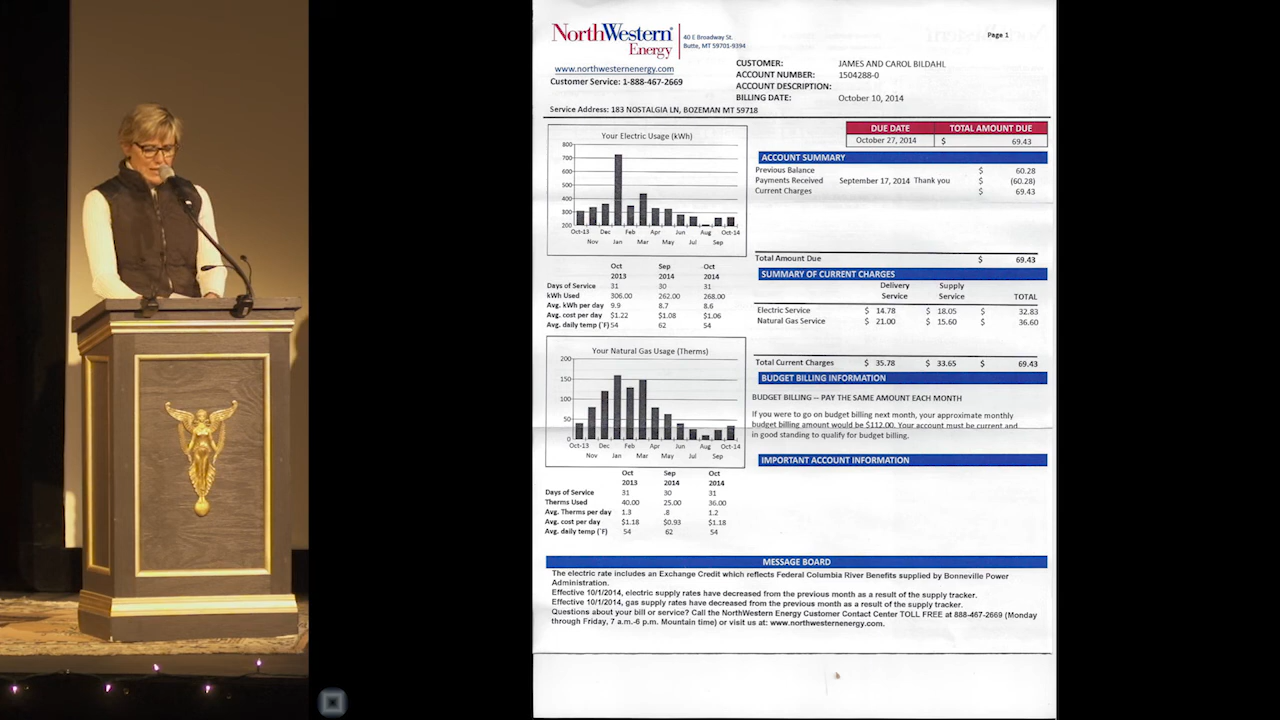 NorthWestern Energy
40 E Broadway St.
Butte, MT 59701-9394
Page 1
www.northwesternenergy.com
Customer Service: 1-888-467-2669
CUSTOMER: JAMES AND CAROL BILDAHL
ACCOUNT NUMBER: 1504288-0
ACCOUNT DESCRIPTION:
BILLING DATE: October 10, 2014
Service Address: 183 NOSTALGIA LN, BOZEMAN MT 59718
DUE DATE TOTAL AMOUNT DUE
October 27, 2014 $ 69.43
Your Electric Usage (kWh)
800
700
600
500
400
300
200
Oct-13 Dec Feb Apr Jun Aug Oct-14
Nov Jan Mar May Jul Sep
ACCOUNT SUMMARY
Previous Balance $ 60.28
Payments Received September 17, 2014 Thank you $ (60.28)
Current Charges $ 69.43
Total Amount Due $ 69.43
Oct Sep Oct
2013 2014 2014
Days of Service 31 30 31
kWh Used 306.00 262.00 268.00
Avg. kWh per day 9.9 8.7 8.6
Avg. cost per day $1.22 $1.08 $1.06
Avg. daily temp (°F) 54 62 54
SUMMARY OF CURRENT CHARGES
Delivery Supply
Service Service TOTAL
Electric Service $ 14.78 $ 18.05 $ 32.83
Natural Gas Service $ 21.00 $ 15.60 $ 36.60
Total Current Charges $ 35.78 $ 33.65 $ 69.43
Your Natural Gas Usage (Therms)
200
150
100
50
0
Oct-13 Dec Feb Apr Jun Aug Oct-14
Nov Jan Mar May Jul Sep
BUDGET BILLING INFORMATION
BUDGET BILLING -- PAY THE SAME AMOUNT EACH MONTH
If you were to go on budget billing next month, your approximate monthly
budget billing amount would be $112.00. Your account must be current and
in good standing to qualify for budget billing.
IMPORTANT ACCOUNT INFORMATION
Oct Sep Oct
2013 2014 2014
Days of Service 31 30 31
Therms Used 40.00 25.00 36.00
Avg. Therms per day 1.3 .8 1.2
Avg. cost per day $1.18 $0.93 $1.18
Avg. daily temp (°F) 54 62 54
MESSAGE BOARD
The electric rate includes an Exchange Credit which reflects Federal Columbia River Benefits supplied by Bonneville Power
Administration.
Effective 10/1/2014, electric supply rates have decreased from the previous month as a result of the supply tracker.
Effective 10/1/2014, gas supply rates have decreased from the previous month as a result of the supply tracker.
Questions about your bill or service? Call the NorthWestern Energy Customer Contact Center TOLL FREE at 888-467-2669 (Monday
through Friday, 7 a.m.-6 p.m. Mountain time) or visit us at: www.northwesternenergy.com.